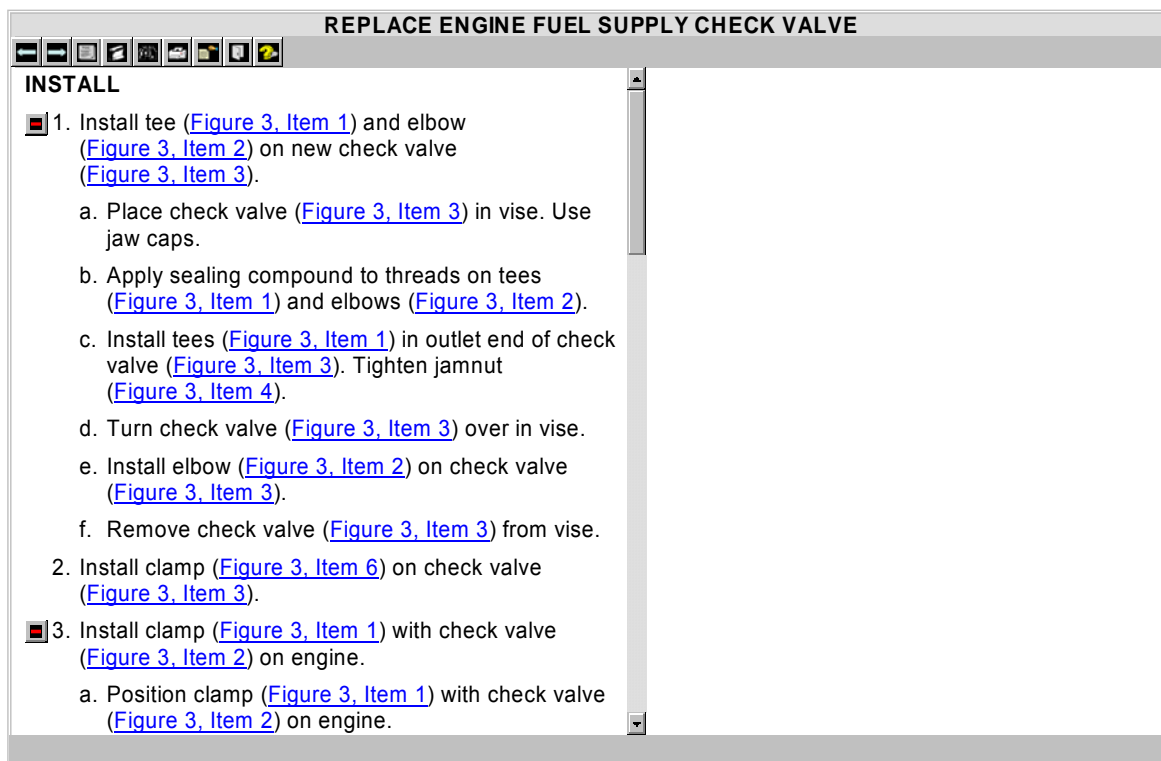 REPLACE ENGINE FUEL SUPPLY CHECK VALVE
INSTALL
1. Install tee (Figure 3, Item 1) and elbow
(Figure 3, Item 2) on new check valve
(Figure 3, Item 3).
a. Place check valve (Figure 3, Item 3) in vise. Use
jaw caps.
b. Apply sealing compound to threads on tees
(Figure 3, Item 1) and elbows (Figure 3, Item 2).
c. Install tees (Figure 3, Item 1) in outlet end of check
valve (Figure 3, Item 3). Tighten jamnut
(Figure 3, Item 4).
d. Turn check valve (Figure 3, Item 3) over in vise.
e. Install elbow (Figure 3, Item 2) on check valve
(Figure 3, Item 3).
f. Remove check valve (Figure 3, Item 3) from vise.
2. Install clamp (Figure 3, Item 6) on check valve
(Figure 3, Item 3).
3. Install clamp (Figure 3, Item 1) with check valve
(Figure 3, Item 2) on engine.
a. Position clamp (Figure 3, Item 1) with check valve
(Figure 3, Item 2) on engine.